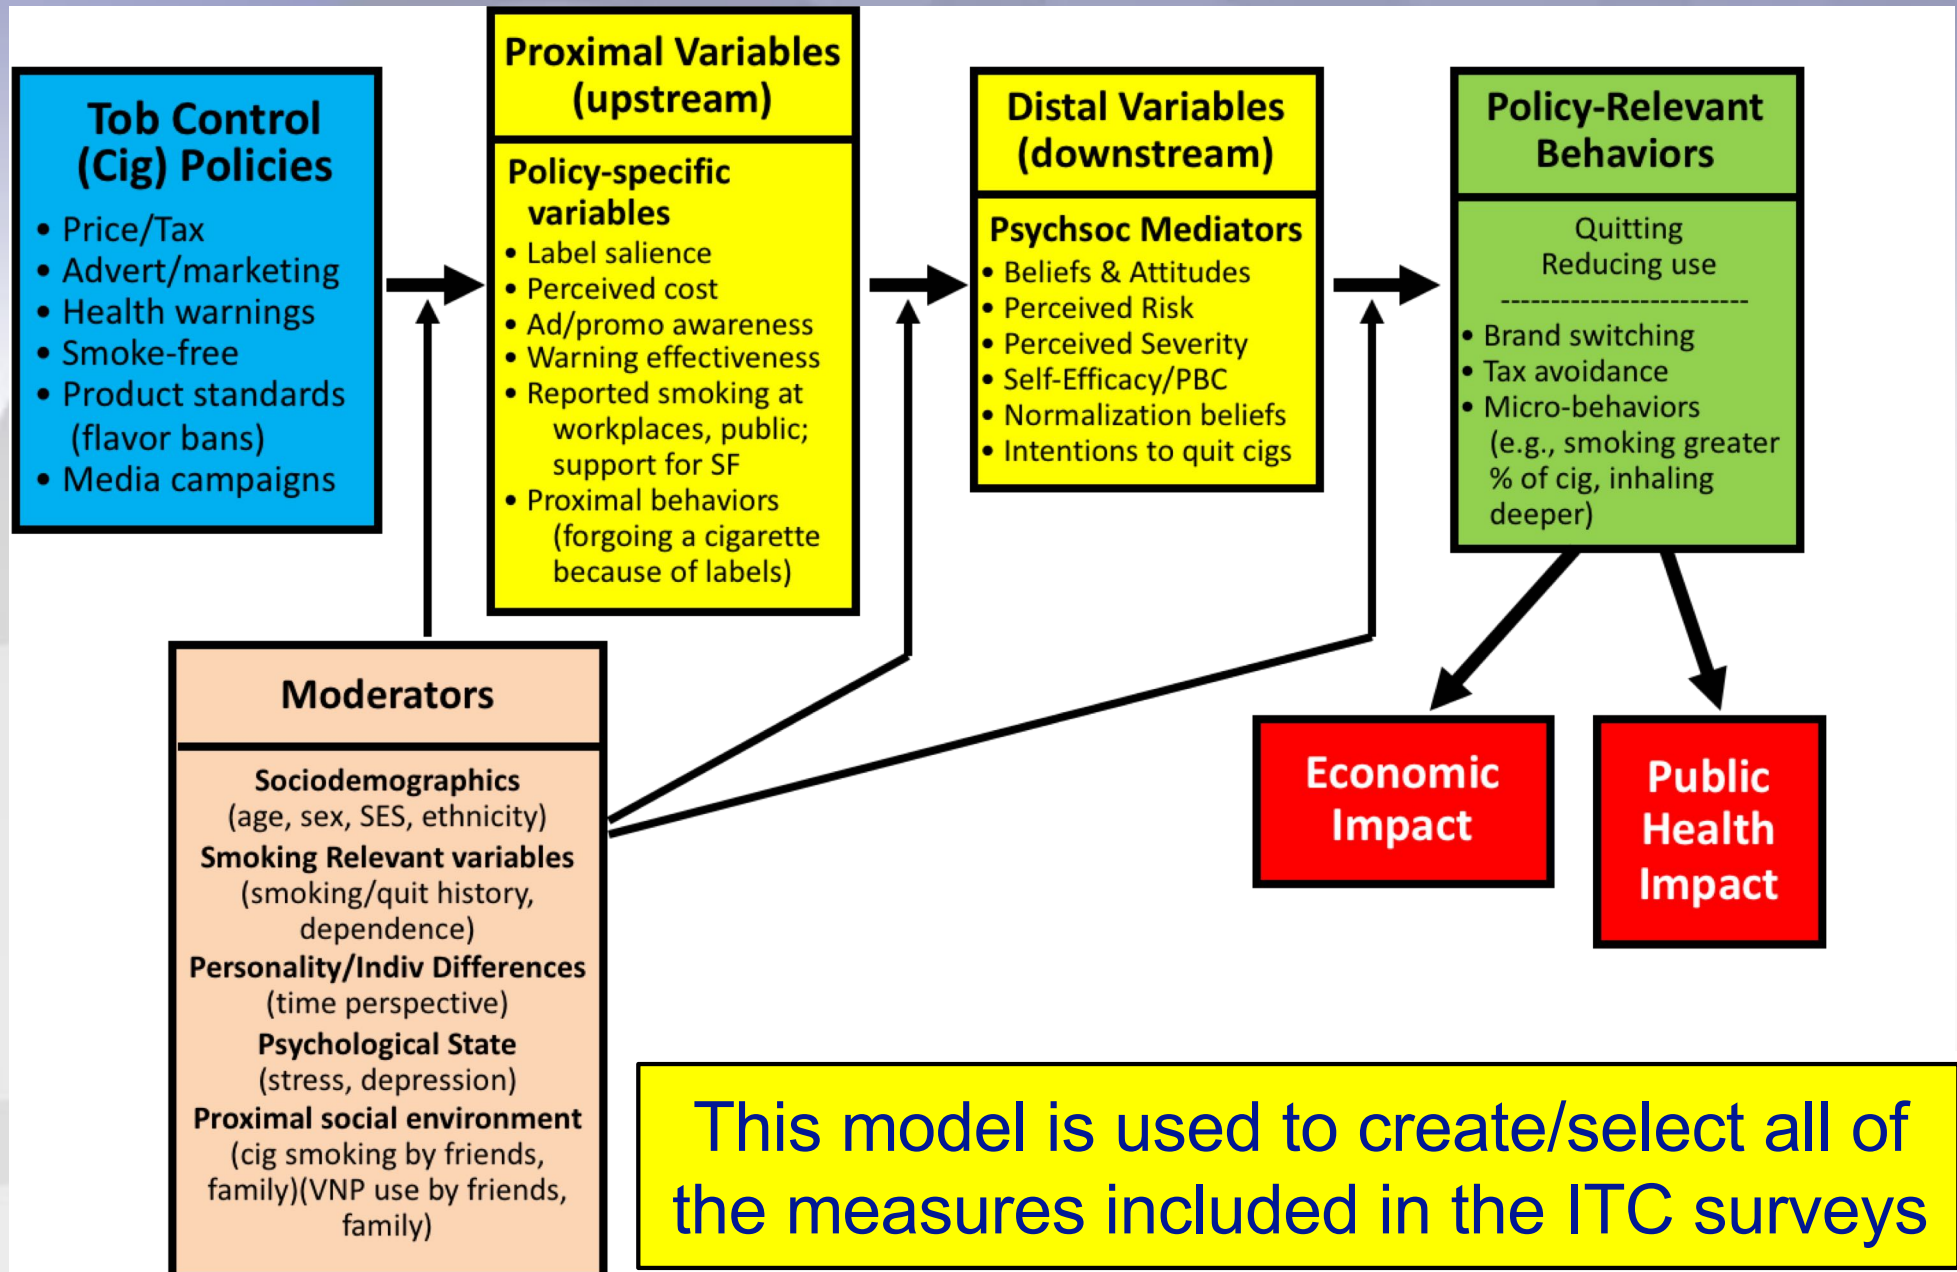 Tob Control
(Cig) Policies
• Price/Tax
• Advert/marketing
• Health warnings
• Smoke-free
• Product standards
(flavor bans)
• Media campaigns
Proximal Variables
(upstream)
Policy-specific
variables
• Label salience
• Perceived cost
• Ad/promo awareness
• Warning effectiveness
• Reported smoking at
workplaces, public;
support for SF
• Proximal behaviors
(forgoing a cigarette
because of labels)
Distal Variables
(downstream)
Psychsoc Mediators
• Beliefs & Attitudes
• Perceived Risk
• Perceived Severity
• Self-Efficacy/PBC
• Normalization beliefs
• Intentions to quit cigs
Policy-Relevant
Behaviors
Quitting
Reducing use
-------------------------
• Brand switching
• Tax avoidance
• Micro-behaviors
(e.g., smoking greater
% of cig, inhaling
deeper)
Moderators
Sociodemographics
(age, sex, SES, ethnicity)
Smoking Relevant variables
(smoking/quit history,
dependence)
Personality/Indiv Differences
(time perspective)
Psychological State
(stress, depression)
Proximal social environment
(cig smoking by friends,
family)(VNP use by friends,
family)
Economic
Impact
Public
Health
Impact
This model is used to create/select all of
the measures included in the ITC surveys